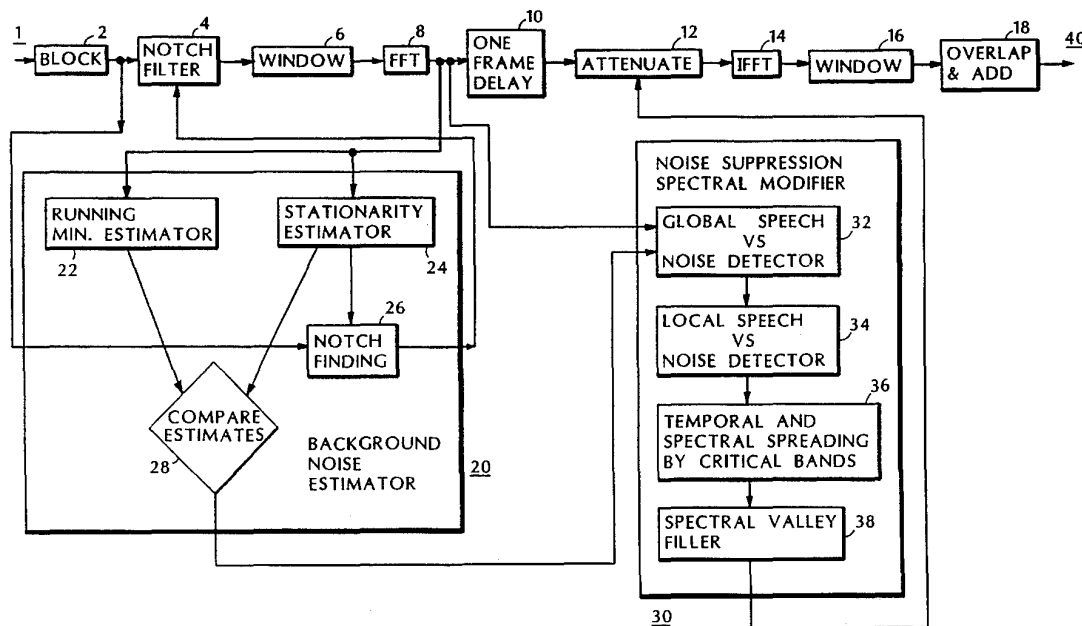 1
2
BLOCK
4
NOTCH
FILTER
6
WINDOW
8
FFT
10
ONE
FRAME
DELAY
12
ATTENUATE
14
IFFT
16
WINDOW
18
OVERLAP
& ADD
40
RUNNING
MIN. ESTIMATOR
22
STATIONARITY
ESTIMATOR
24
26
NOTCH
FINDING
COMPARE
ESTIMATES
28
BACKGROUND
NOISE
ESTIMATOR
20
NOISE SUPPRESSION
SPECTRAL MODIFIER
GLOBAL SPEECH
VS
NOISE DETECTOR
32
LOCAL SPEECH
VS
NOISE DETECTOR
34
36
TEMPORAL AND
SPECTRAL SPREADING
BY CRITICAL BANDS
SPECTRAL VALLEY
FILLER
38
30